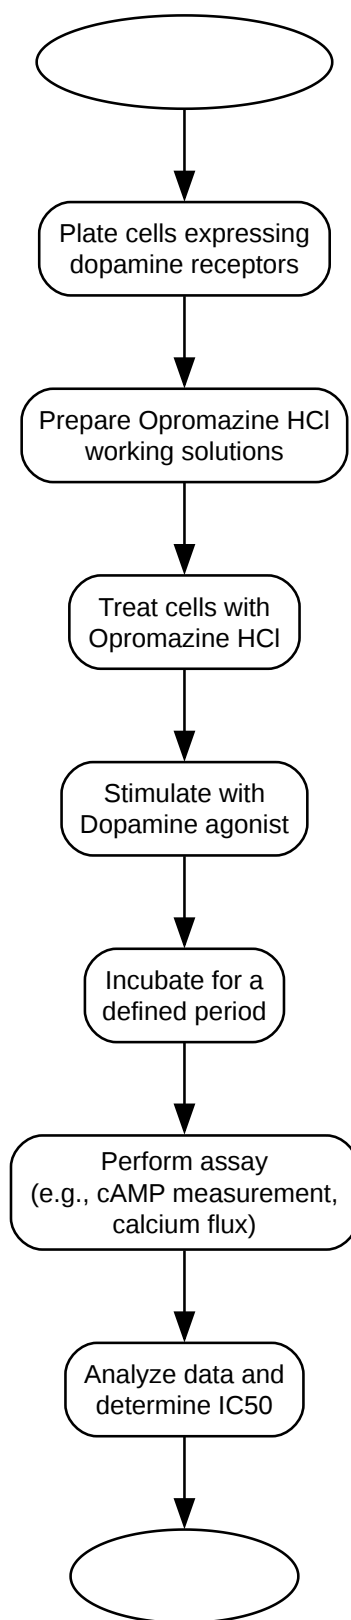 Plate cells expressing
dopamine receptors
Prepare Opromazine HCl
working solutions
Treat cells with
Opromazine HCl
Stimulate with
Dopamine agonist
Incubate for a
defined period
Perform assay
(e.g., cAMP measurement,
calcium flux)
Analyze data and
determine IC50